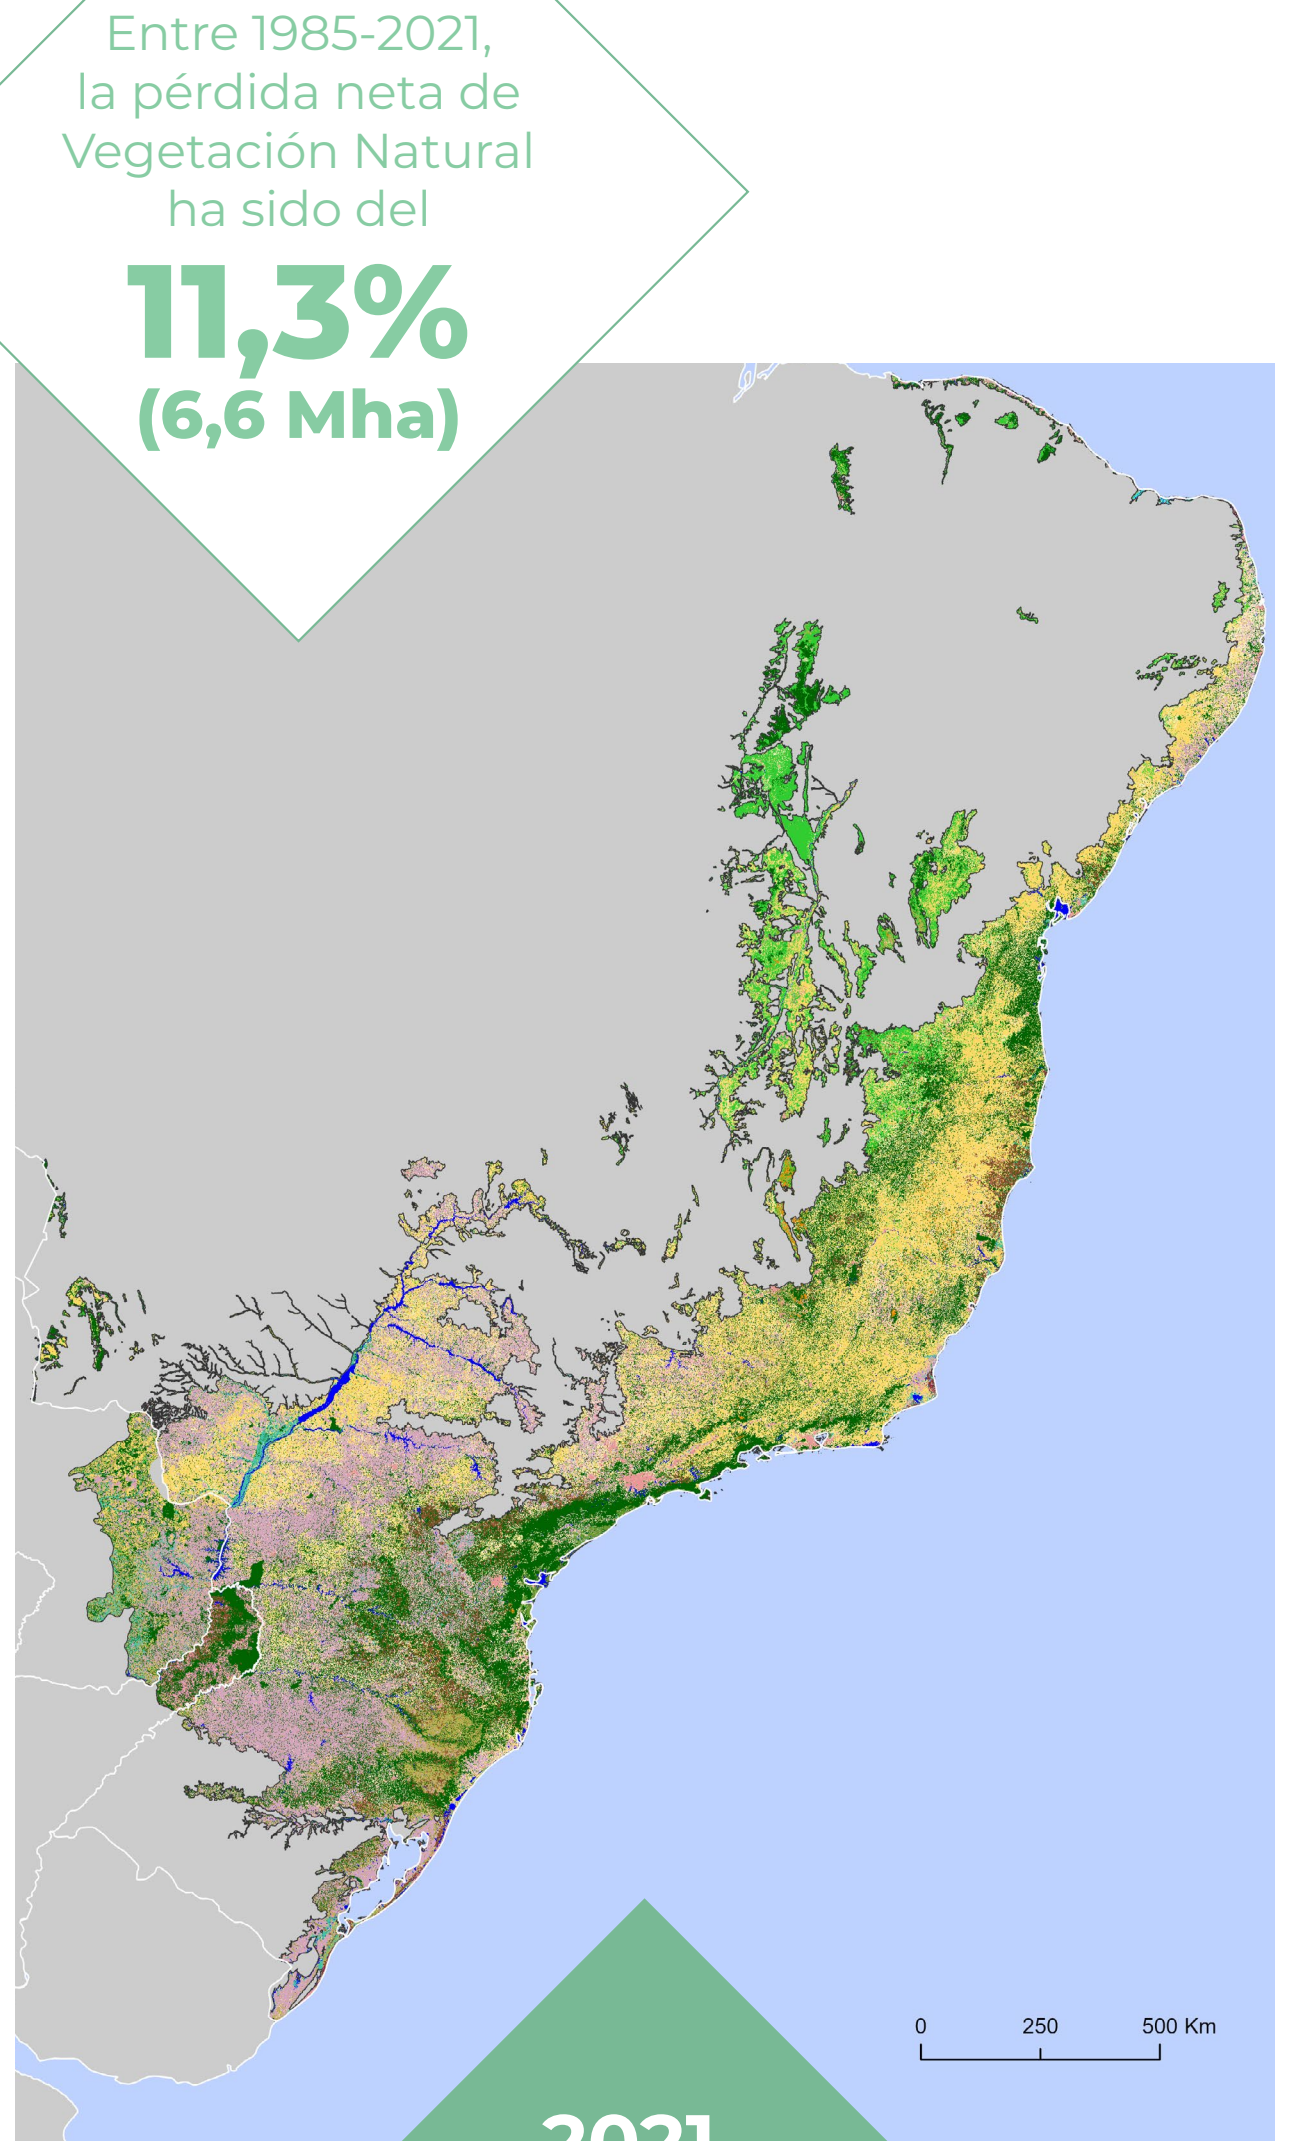 Entre 1985-2021,
la pérdida neta de
Vegetación Natural
ha sido del
11,3%
(6,6 Mha)
0 250 500 Km
2021